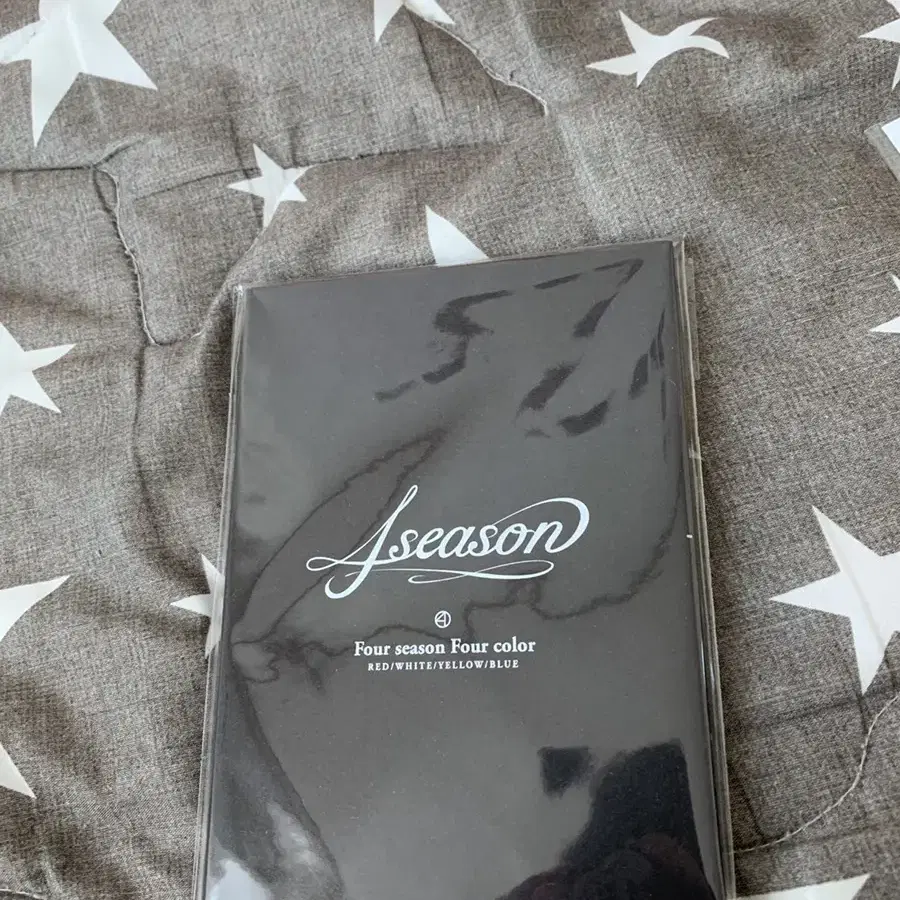 4season
4
Four season Four color
RED/WHITE/YELLOW/BLUE